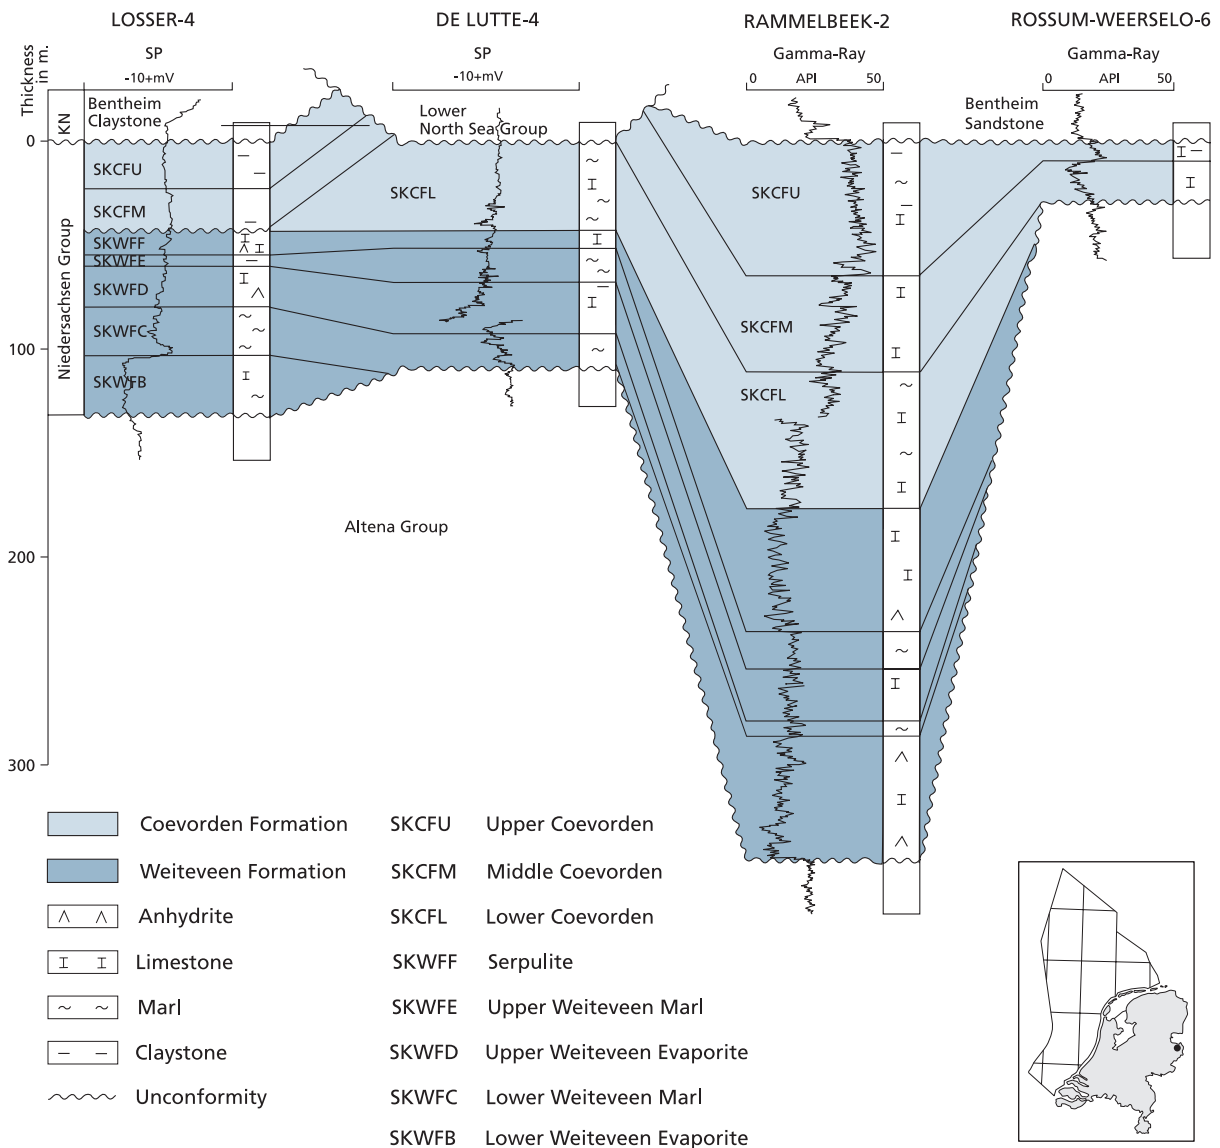 LOSSER-4
DE LUTTE-4
RAMMELBEEK-2
ROSSUM-WEERSELO-6
Thickness
in m.
SP
-10+mV
SP
-10+mV
Gamma-Ray
0 API 50
Gamma-Ray
0 API 50
KN
Bentheim
Claystone
Lower
North Sea Group
Bentheim
Sandstone
0
100
200
300
Niedersachsen Group
SKCFU
SKCFM
SKWFF
SKWFE
SKWFD
SKWFC
SKWFB
SKCFL
SKCFU
SKCFM
SKCFL
Altena Group
Coevorden Formation
Weiteveen Formation
Anhydrite
Limestone
Marl
Claystone
Unconformity
SKCFU Upper Coevorden
SKCFM Middle Coevorden
SKCFL Lower Coevorden
SKWFF Serpulite
SKWFE Upper Weiteveen Marl
SKWFD Upper Weiteveen Evaporite
SKWFC Lower Weiteveen Marl
SKWFB Lower Weiteveen Evaporite